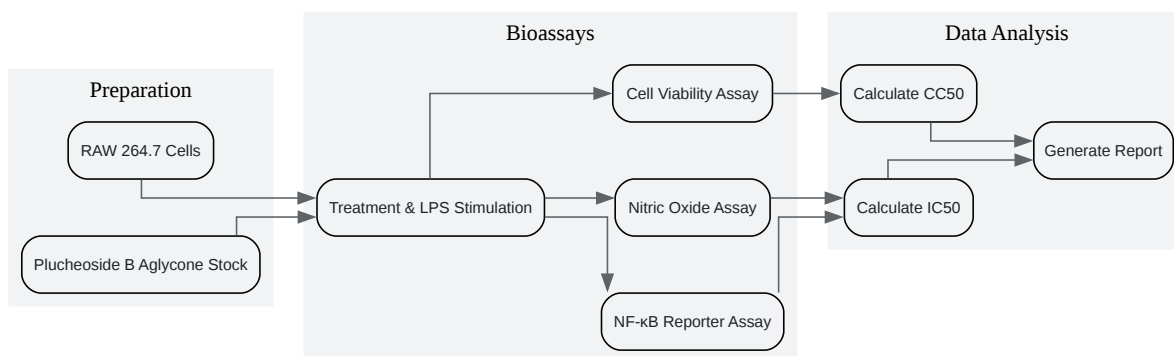 Preparation
RAW 264.7 Cells
Plucheoside B Aglycone Stock
Bioassays
Treatment & LPS Stimulation
Cell Viability Assay
Nitric Oxide Assay
NF-κB Reporter Assay
Data Analysis
Calculate CC50
Calculate IC50
Generate Report